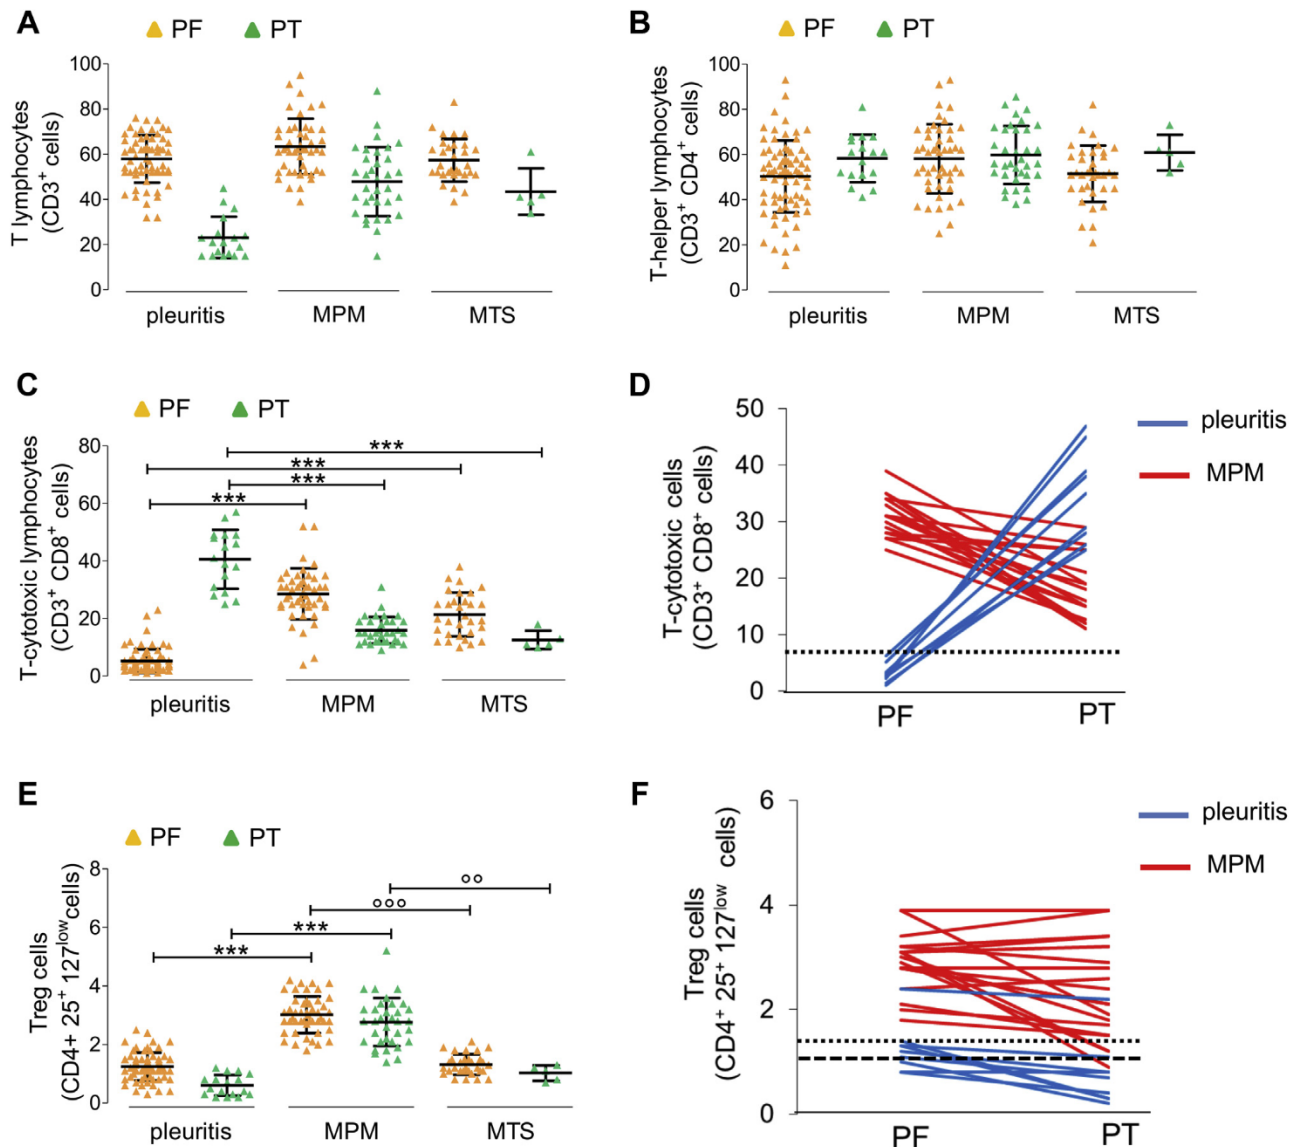 A
PF PT
T lymphocytes
(CD3⁺ cells)
100
80
60
40
20
0
pleuritis MPM MTS
B
PF PT
T-helper lymphocytes
(CD3⁺ CD4⁺ cells)
100
80
60
40
20
0
pleuritis MPM MTS
C
PF PT
T-cytotoxic lymphocytes
(CD3⁺ CD8⁺ cells)
80
60
40
20
0
***
***
***
***
pleuritis MPM MTS
D
T-cytotoxic cells
(CD3⁺ CD8⁺ cells)
50
40
30
20
10
0
PF PT
pleuritis
MPM
E
PF PT
Treg cells
(CD4+ 25⁺ 127ˡᵒʷcells)
8
6
4
2
0
°°
°°°
***
***
pleuritis MPM MTS
F
Treg cells
(CD4⁺ 25⁺ 127ˡᵒʷ cells)
6
4
2
0
PF PT
pleuritis
MPM